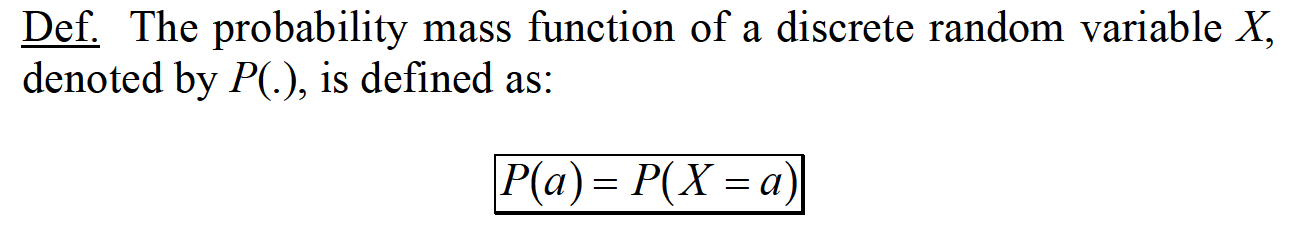 Def. The probability mass function of a discrete random variable X,
denoted by P(.), is defined as:
P(a) = P(X = a)